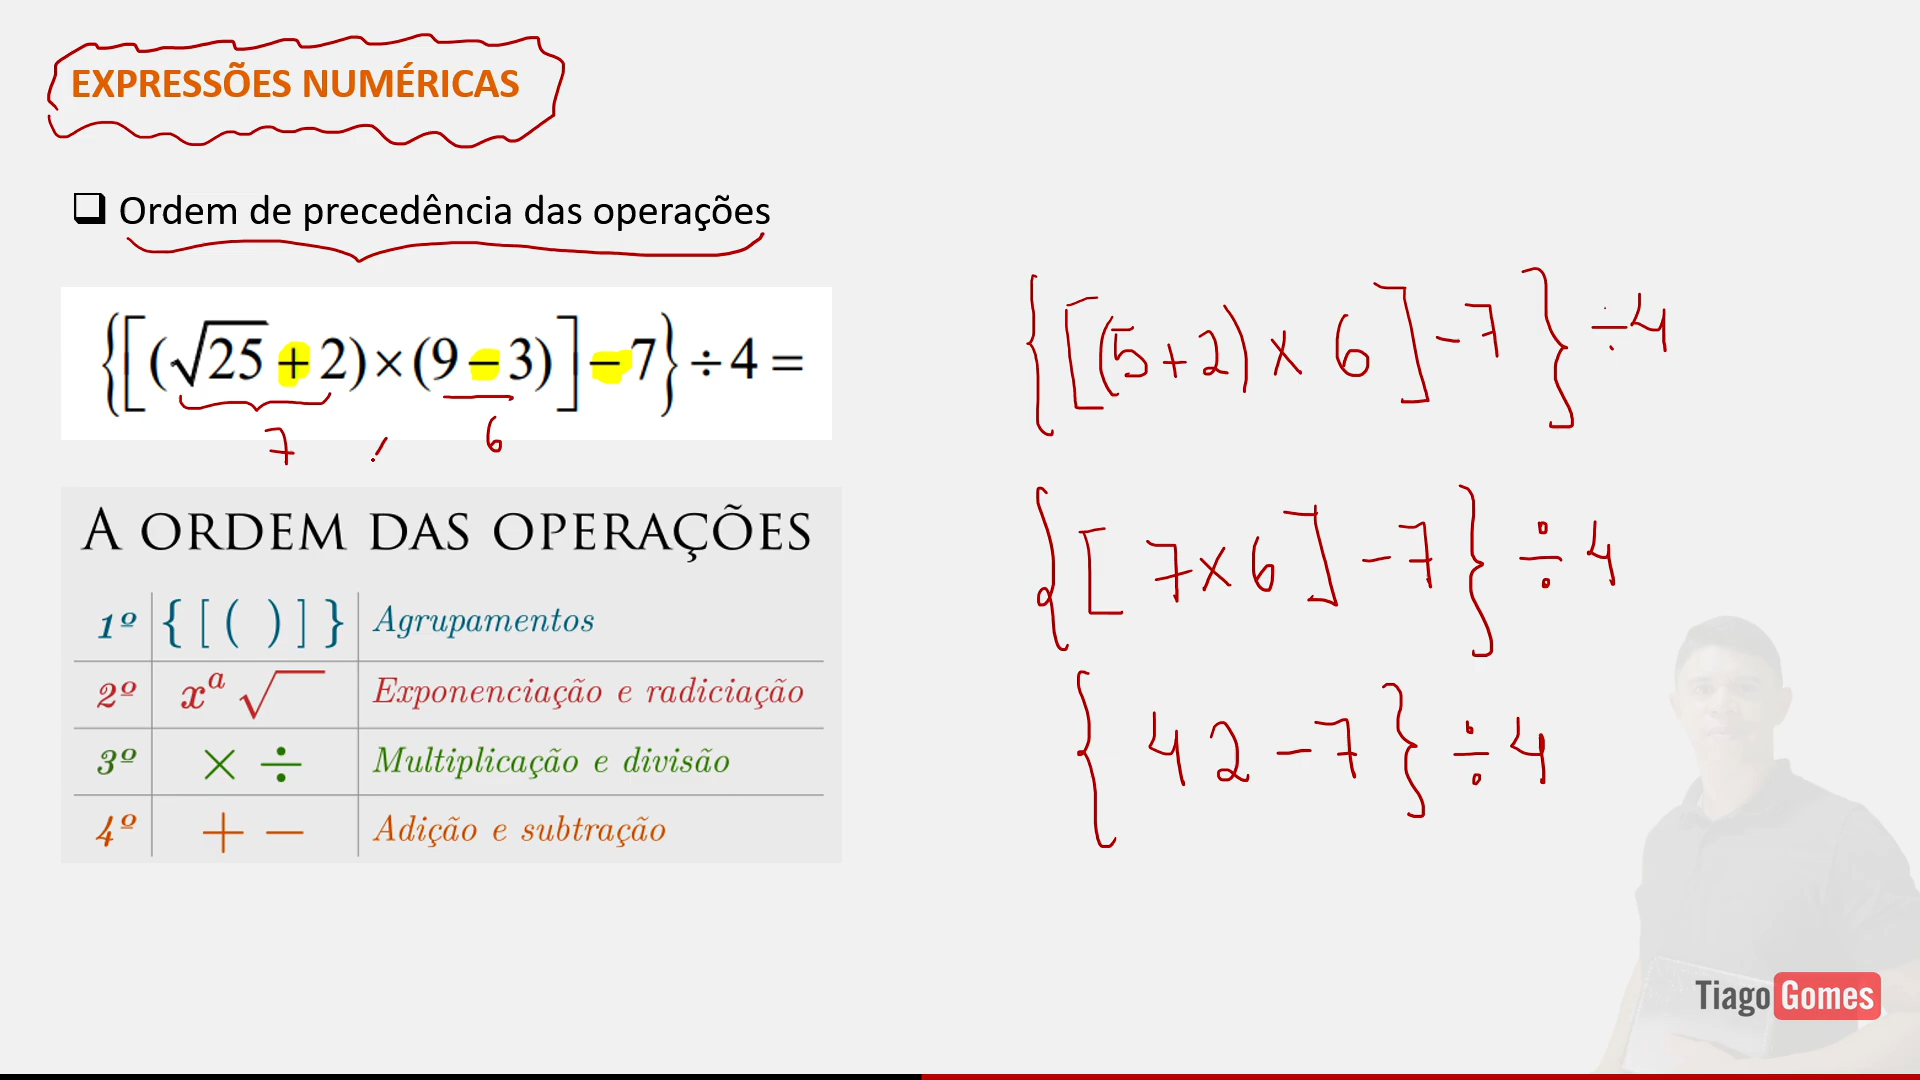 EXPRESSÕES NUMÉRICAS
❑ Ordem de precedência das operações
{[(√25 + 2) × (9 − 3)] − 7} ÷ 4 =
7 6
A ORDEM DAS OPERAÇÕES
1º { [ ( ) ] } Agrupamentos
2º xᵃ √ Exponenciação e radiciação
3º × ÷ Multiplicação e divisão
4º + − Adição e subtração
{[(5 + 2) × 6] − 7} ÷ 4
{[7 × 6] − 7} ÷ 4
{42 − 7} ÷ 4
Tiago Gomes